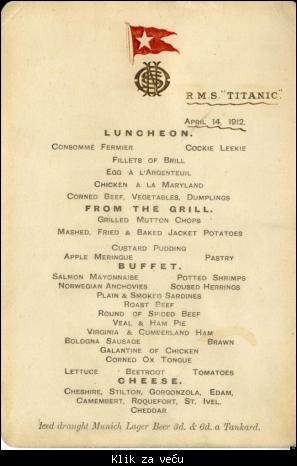 R.M.S. "TITANIC."
APRIL 14, 1912.
LUNCHEON.
CONSOMMÉ FERMIER COCKIE LEEKIE
FILLETS OF BRILL
EGG À L'ARGENTEUIL
CHICKEN À LA MARYLAND
CORNED BEEF, VEGETABLES, DUMPLINGS
FROM THE GRILL.
GRILLED MUTTON CHOPS
MASHED, FRIED & BAKED JACKET POTATOES
CUSTARD PUDDING
APPLE MERINGUE PASTRY
BUFFET.
SALMON MAYONNAISE POTTED SHRIMPS
NORWEGIAN ANCHOVIES SOUSED HERRINGS
PLAIN & SMOKED SARDINES
ROAST BEEF
ROUND OF SPICED BEEF
VEAL & HAM PIE
VIRGINIA & CUMBERLAND HAM
BOLOGNA SAUSAGE BRAWN
GALANTINE OF CHICKEN
CORNED OX TONGUE
LETTUCE BEETROOT TOMATOES
CHEESE.
CHESHIRE, STILTON, GORGONZOLA, EDAM,
CAMEMBERT, ROQUEFORT, ST. IVEL.
CHEDDAR
Iced draught Munich Lager Beer 3d. & 6d. a Tankard.
Klik za veću